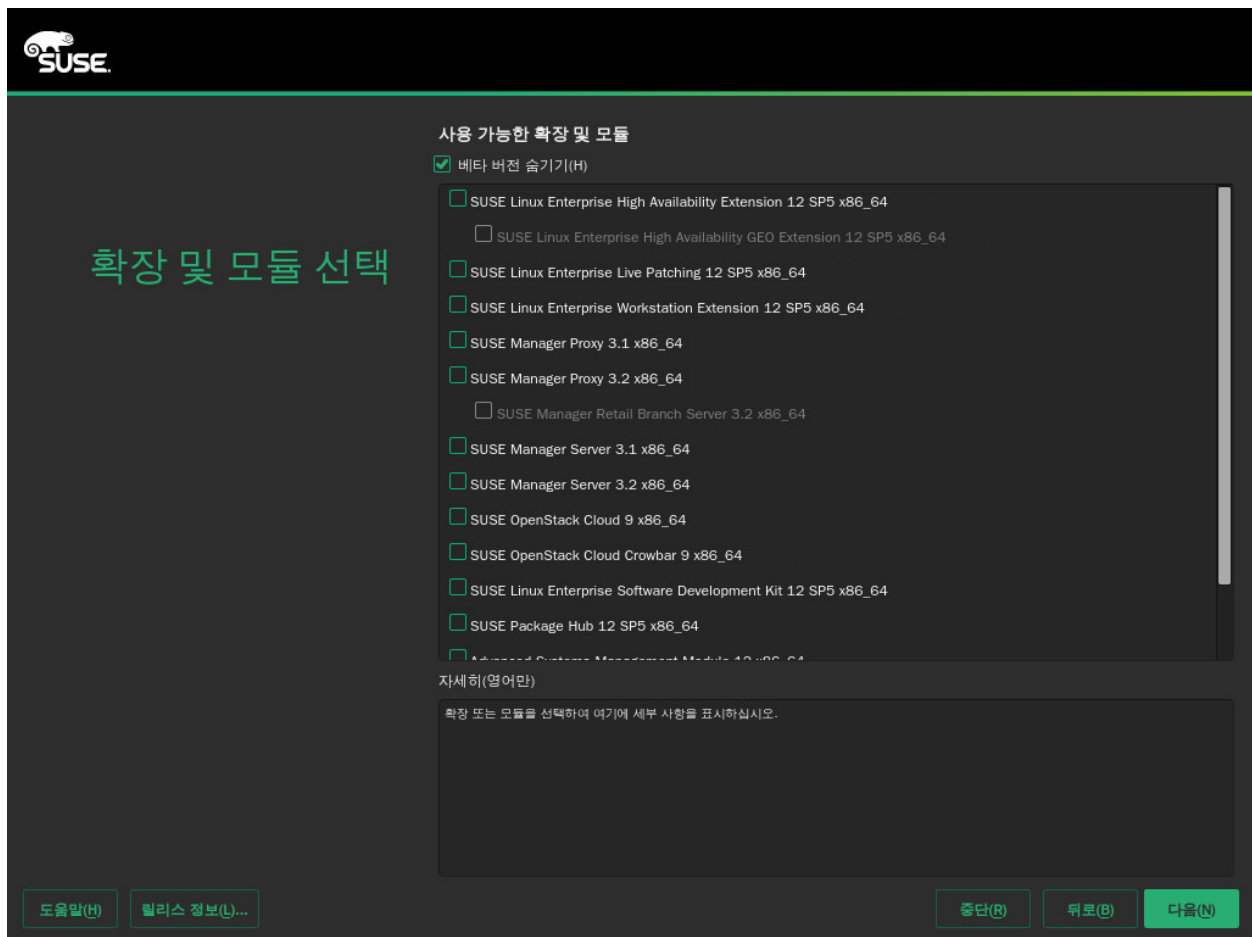 SUSE.
사용 가능한 확장 및 모듈
베타 버전 숨기기(H)
확장 및 모듈 선택
SUSE Linux Enterprise High Availability Extension 12 SP5 x86_64
SUSE Linux Enterprise High Availability GEO Extension 12 SP5 x86_64
SUSE Linux Enterprise Live Patching 12 SP5 x86_64
SUSE Linux Enterprise Workstation Extension 12 SP5 x86_64
SUSE Manager Proxy 3.1 x86_64
SUSE Manager Proxy 3.2 x86_64
SUSE Manager Retail Branch Server 3.2 x86_64
SUSE Manager Server 3.1 x86_64
SUSE Manager Server 3.2 x86_64
SUSE OpenStack Cloud 9 x86_64
SUSE OpenStack Cloud Crowbar 9 x86_64
SUSE Linux Enterprise Software Development Kit 12 SP5 x86_64
SUSE Package Hub 12 SP5 x86_64
Advanced Systems Management Module 12 x86_64
자세히(영어만)
확장 또는 모듈을 선택하여 여기에 세부 사항을 표시하십시오.
도움말(H)
릴리스 정보(L)...
중단(R)
뒤로(B)
다음(N)